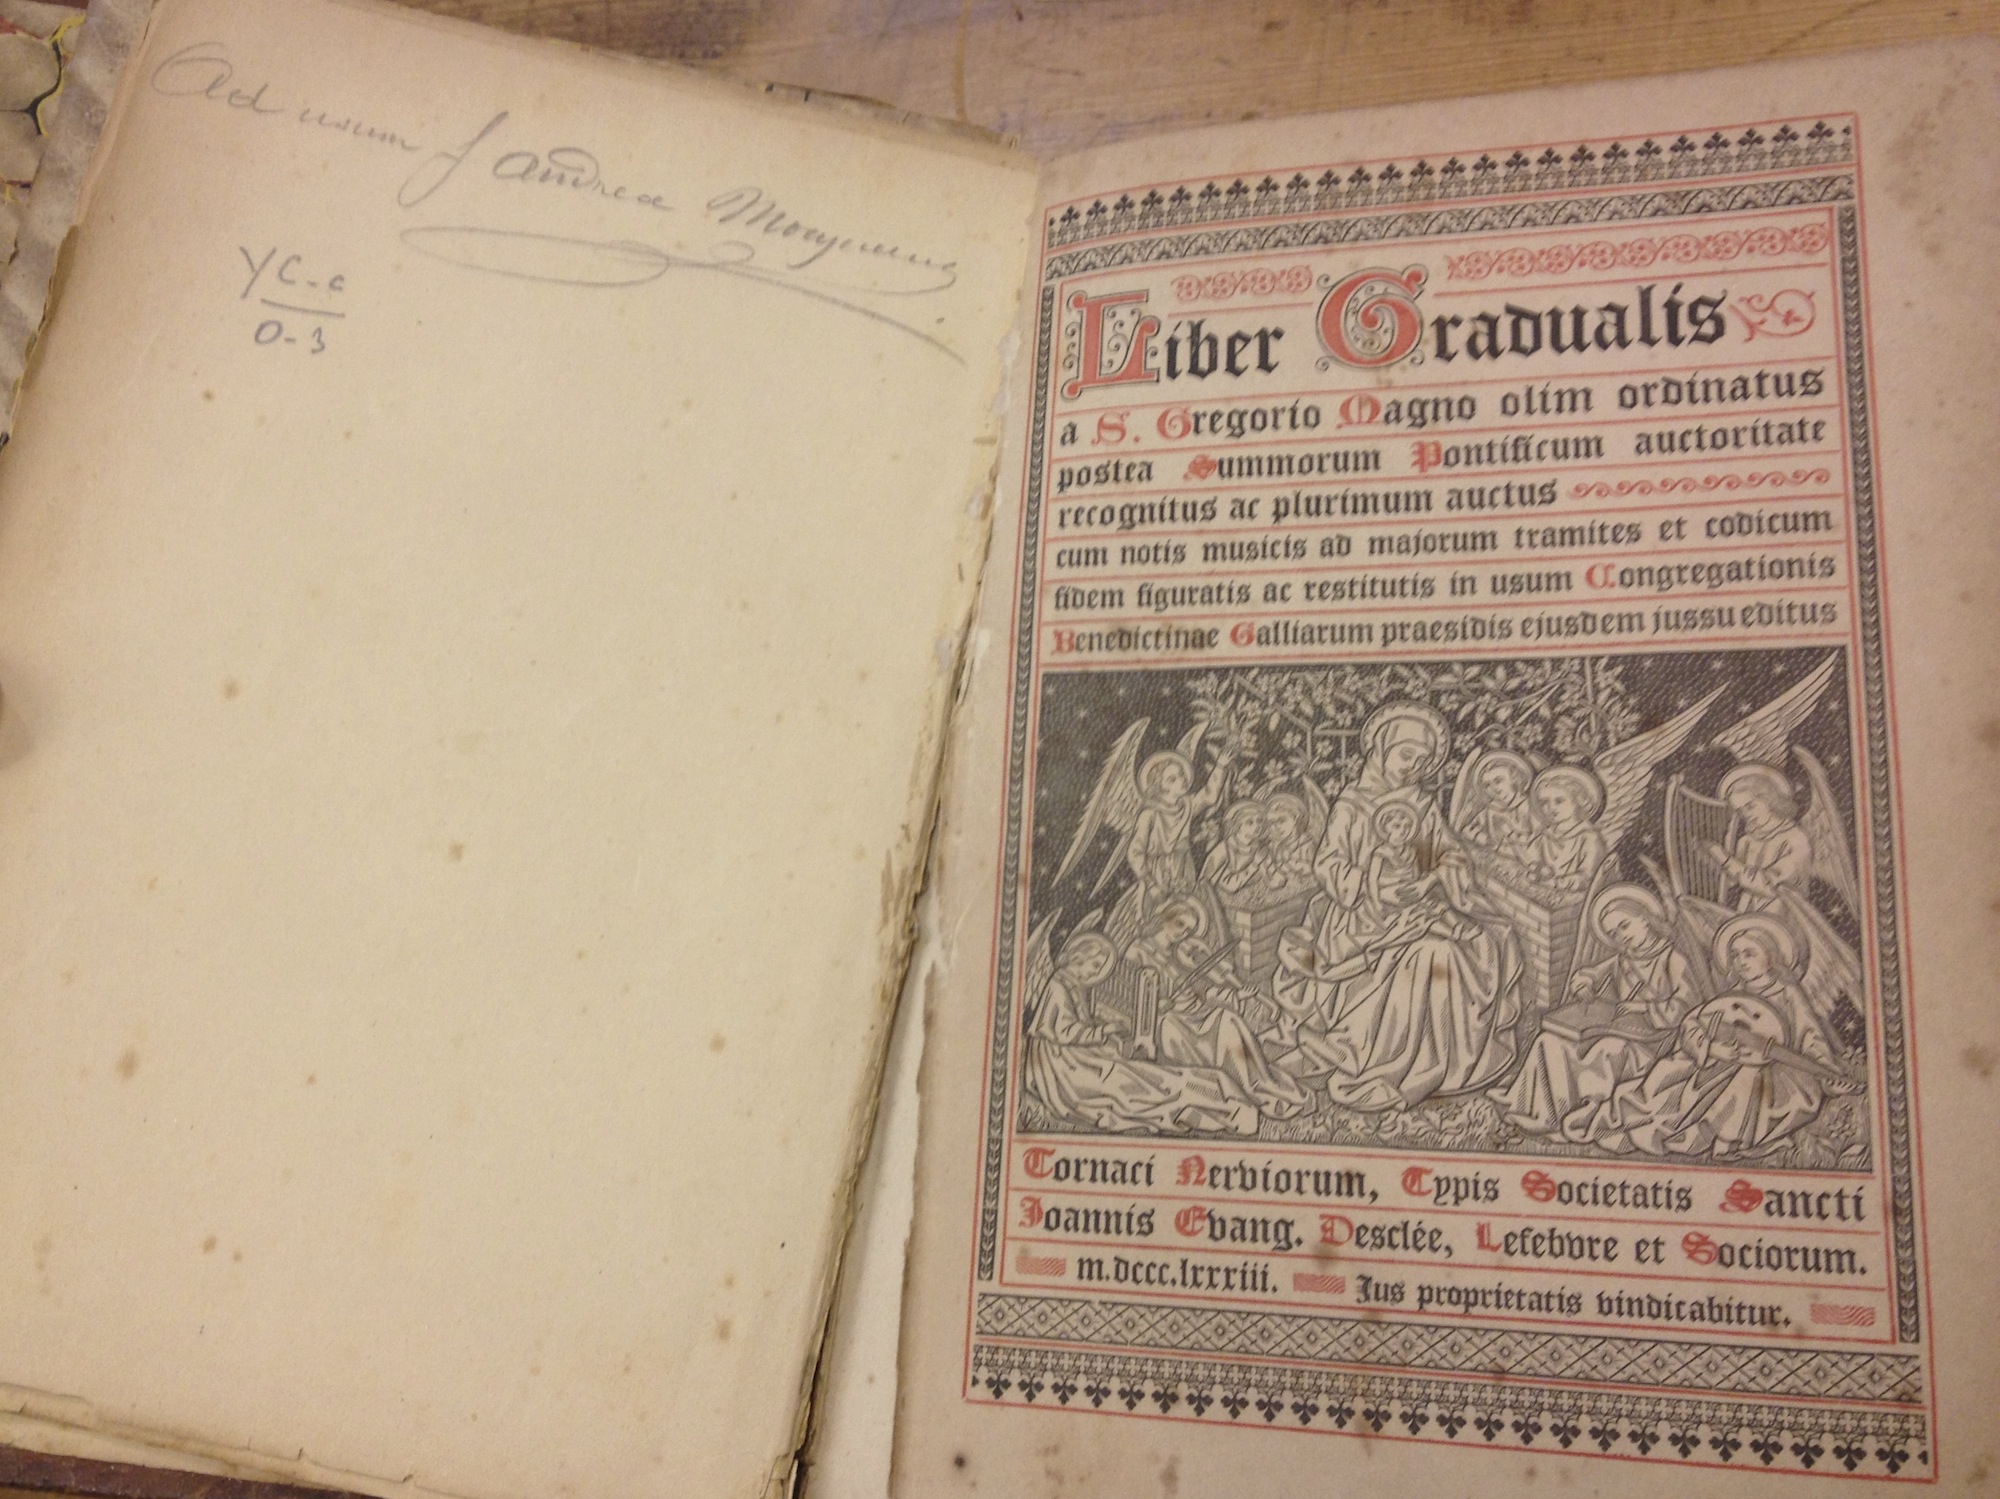 Ad usum f Andrea
YC-c
0-3
Liber Gradualis
a S. Gregorio Magno olim ordinatus
postea Summorum Pontificum auctoritate
recognitus ac plurimum auctus
cum notis musicis ad majorum tramites et codicum
fidem figuratis ac restitutis in usum Congregationis
Benedictinae Galliarum praesidis ejusdem jussu editus
Tornaci Nerviorum, Typis Societatis Sancti
Joannis Evang. Desclée, Lefebvre et Sociorum.
m.dccc.lxxxiii. Jus proprietatis vindicabitur.